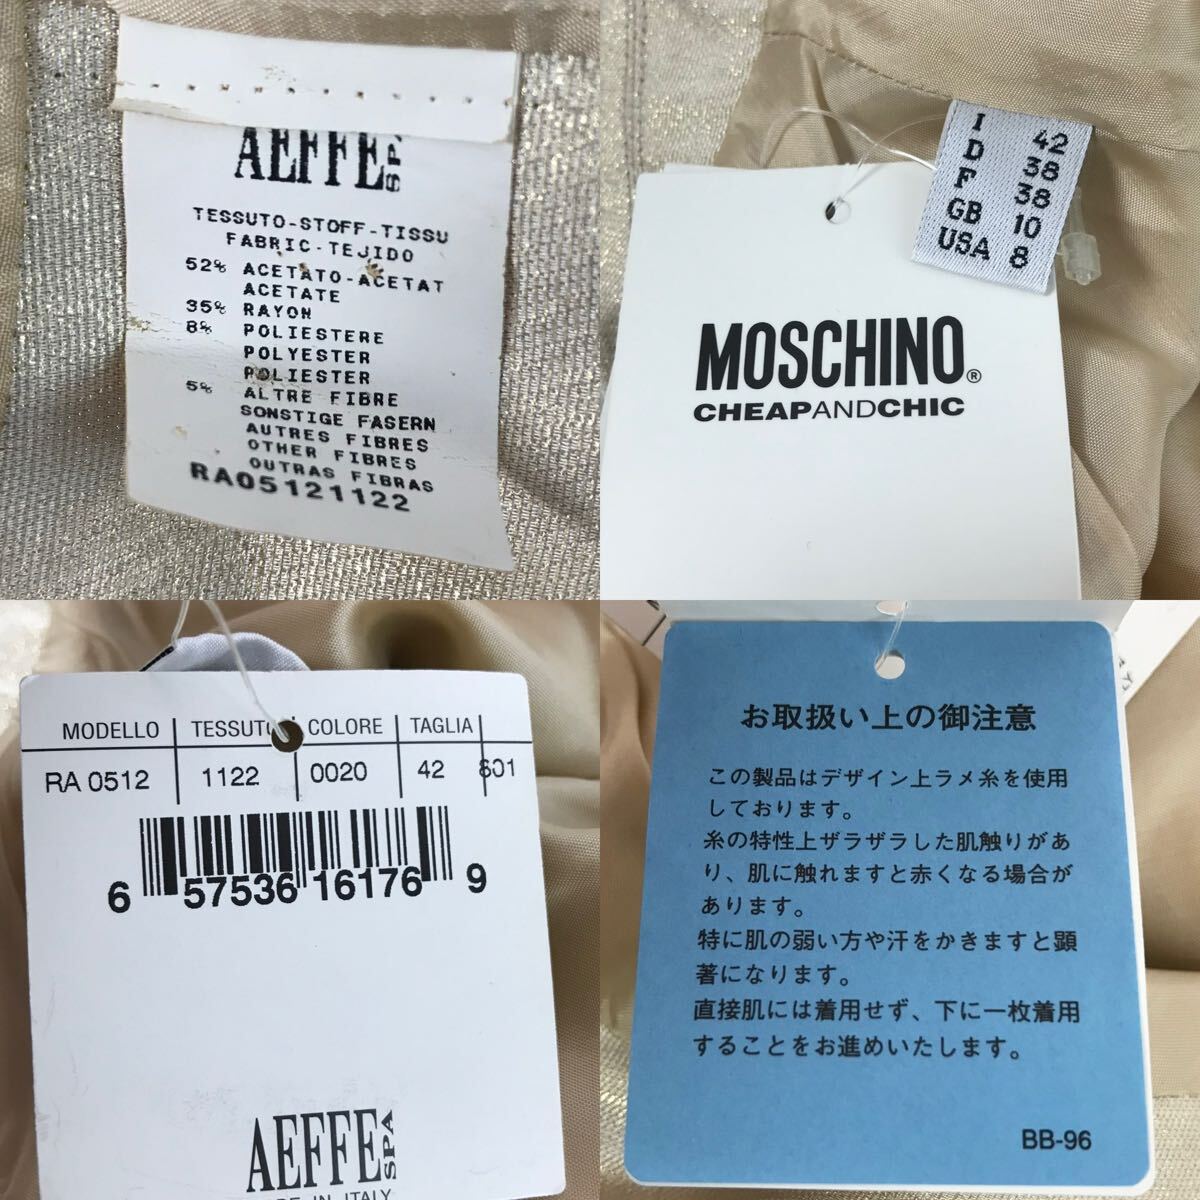 AEFFE SPA
TESSUTO-STOFF-TISSU
FABRIC-TEJIDO
52% ACETATO-ACETAT
ACETATE
35% RAYON
8% POLIESTERE
POLYESTER
POLIESTER
5% ALTRE FIBRE
SONSTIGE FASERN
AUTRES FIBRES
OTHER FIBRES
OUTRAS FIBRAS
RA05121122
I 42
D 38
F 38
GB 10
USA 8
MOSCHINO®
CHEAPANDCHIC
MODELLO TESSUTO COLORE TAGLIA
RA 0512 1122 0020 42 601
6 57536 16176 9
AEFFE SPA
MADE IN ITALY
お取扱い上の御注意
この製品はデザイン上ラメ糸を使用
しております。
糸の特性上ザラザラした肌触りがあ
り、肌に触れますと赤くなる場合が
あります。
特に肌の弱い方や汗をかきますと顕
著になります。
直接肌には着用せず、下に一枚着用
することをお進めいたします。
BB-96